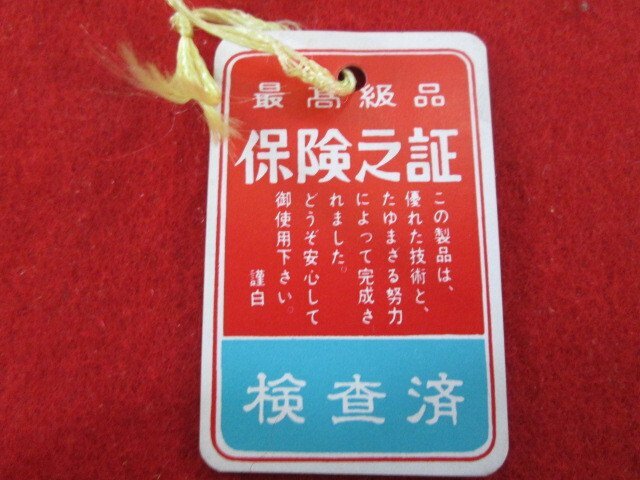 最高級品
保険之証
この製品は、
優れた技術と、
たゆまざる努力
によって完成さ
れました。
どうぞ安心して
御使用下さい。
謹白
検査済